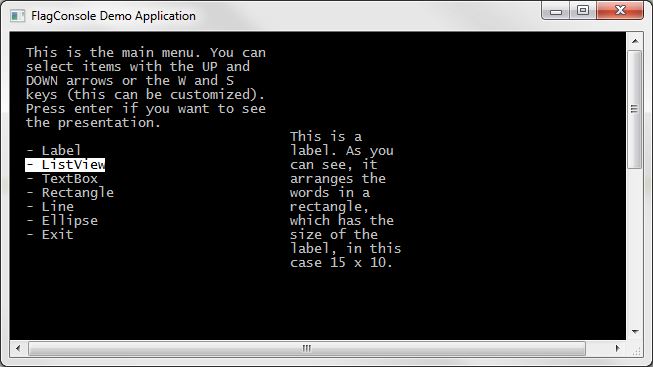 FlagConsole Demo Application
This is the main menu. You can
select items with the UP and
DOWN arrows or the W and S
keys (this can be customized).
Press enter if you want to see
the presentation.
- Label
- ListView
- TextBox
- Rectangle
- Line
- Ellipse
- Exit
This is a
label. As you
can see, it
arranges the
words in a
rectangle,
which has the
size of the
label, in this
case 15 x 10.